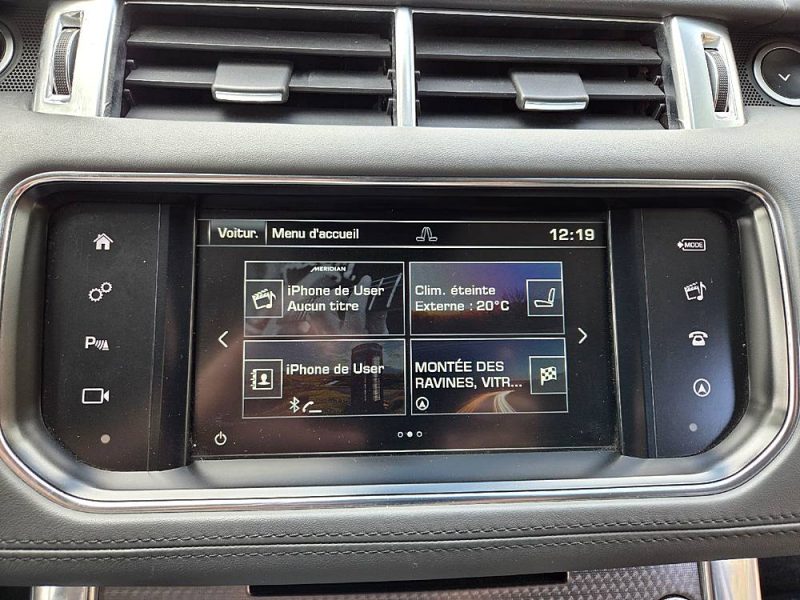 Voitur. Menu d'accueil 12:19
MERIDIAN
iPhone de User
Aucun titre
Clim. éteinte
Externe : 20°C
iPhone de User
MONTÉE DES
RAVINES, VITR...
MODE
P